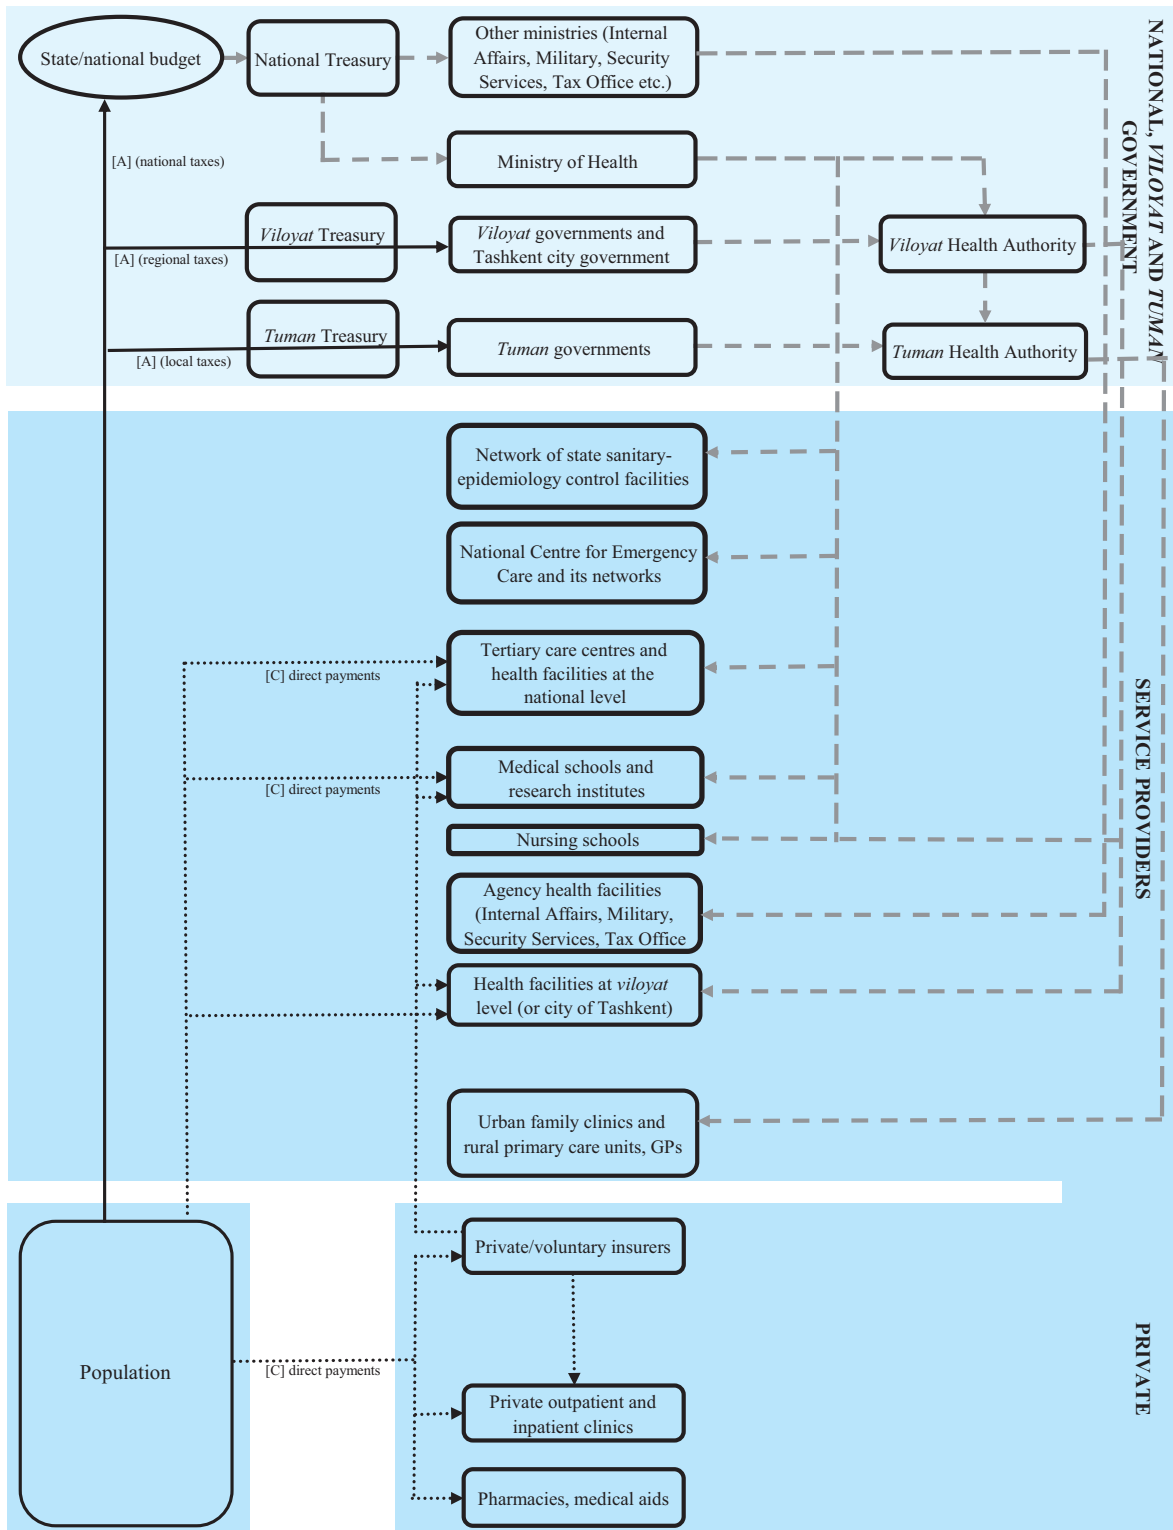 State/national budget
National Treasury
Other ministries (Internal
Affairs, Military, Security
Services, Tax Office etc.)
[A] (national taxes)
Ministry of Health
Viloyat Treasury
Viloyat governments and
Tashkent city government
Viloyat Health Authority
[A] (regional taxes)
Tuman Treasury
Tuman governments
Tuman Health Authority
[A] (local taxes)
NATIONAL, VILOYAT AND TUMAN
GOVERNMENT
Network of state sanitary-
epidemiology control facilities
National Centre for Emergency
Care and its networks
Tertiary care centres and
health facilities at the
national level
[C] direct payments
Medical schools and
research institutes
[C] direct payments
Nursing schools
Agency health facilities
(Internal Affairs, Military,
Security Services, Tax Office
Health facilities at viloyat
level (or city of Tashkent)
Urban family clinics and
rural primary care units, GPs
SERVICE PROVIDERS
Private/voluntary insurers
Population
[C] direct payments
Private outpatient and
inpatient clinics
Pharmacies, medical aids
PRIVATE